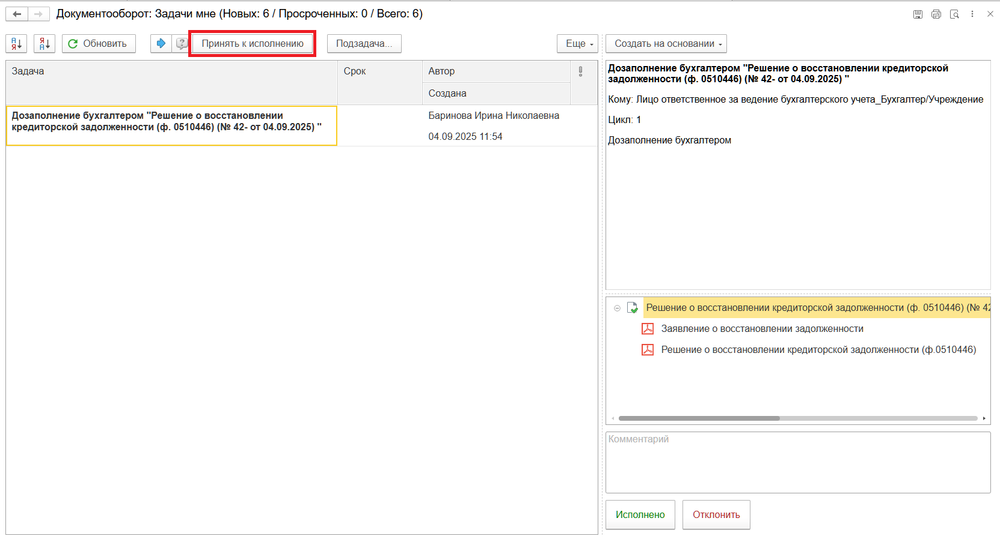 Документооборот: Задачи мне (Новых: 6 / Просроченных: 0 / Всего: 6)
Обновить
Принять к исполнению
Подзадача...
Еще
Создать на основании
Задача
Срок
Автор
Создана
Дозаполнение бухгалтером "Решение о восстановлении
кредиторской задолженности (ф. 0510446) (№ 42- от 04.09.2025) "
Баринова Ирина Николаевна
04.09.2025 11:54
Дозаполнение бухгалтером "Решение о восстановлении кредиторской
задолженности (ф. 0510446) (№ 42- от 04.09.2025) "
Кому: Лицо ответственное за ведение бухгалтерского учета_Бухгалтер/Учреждение
Цикл: 1
Дозаполнение бухгалтером
Решение о восстановлении кредиторской задолженности (ф. 0510446) (№ 42
Заявление о восстановлении задолженности
Решение о восстановлении кредиторской задолженности (ф.0510446)
Комментарий
Исполнено
Отклонить